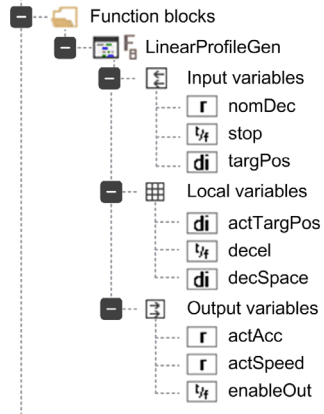 Function blocks
F
B LinearProfileGen
Input variables
r nomDec
t/f stop
di targPos
Local variables
di actTargPos
t/f decel
di decSpace
Output variables
r actAcc
r actSpeed
t/f enableOut